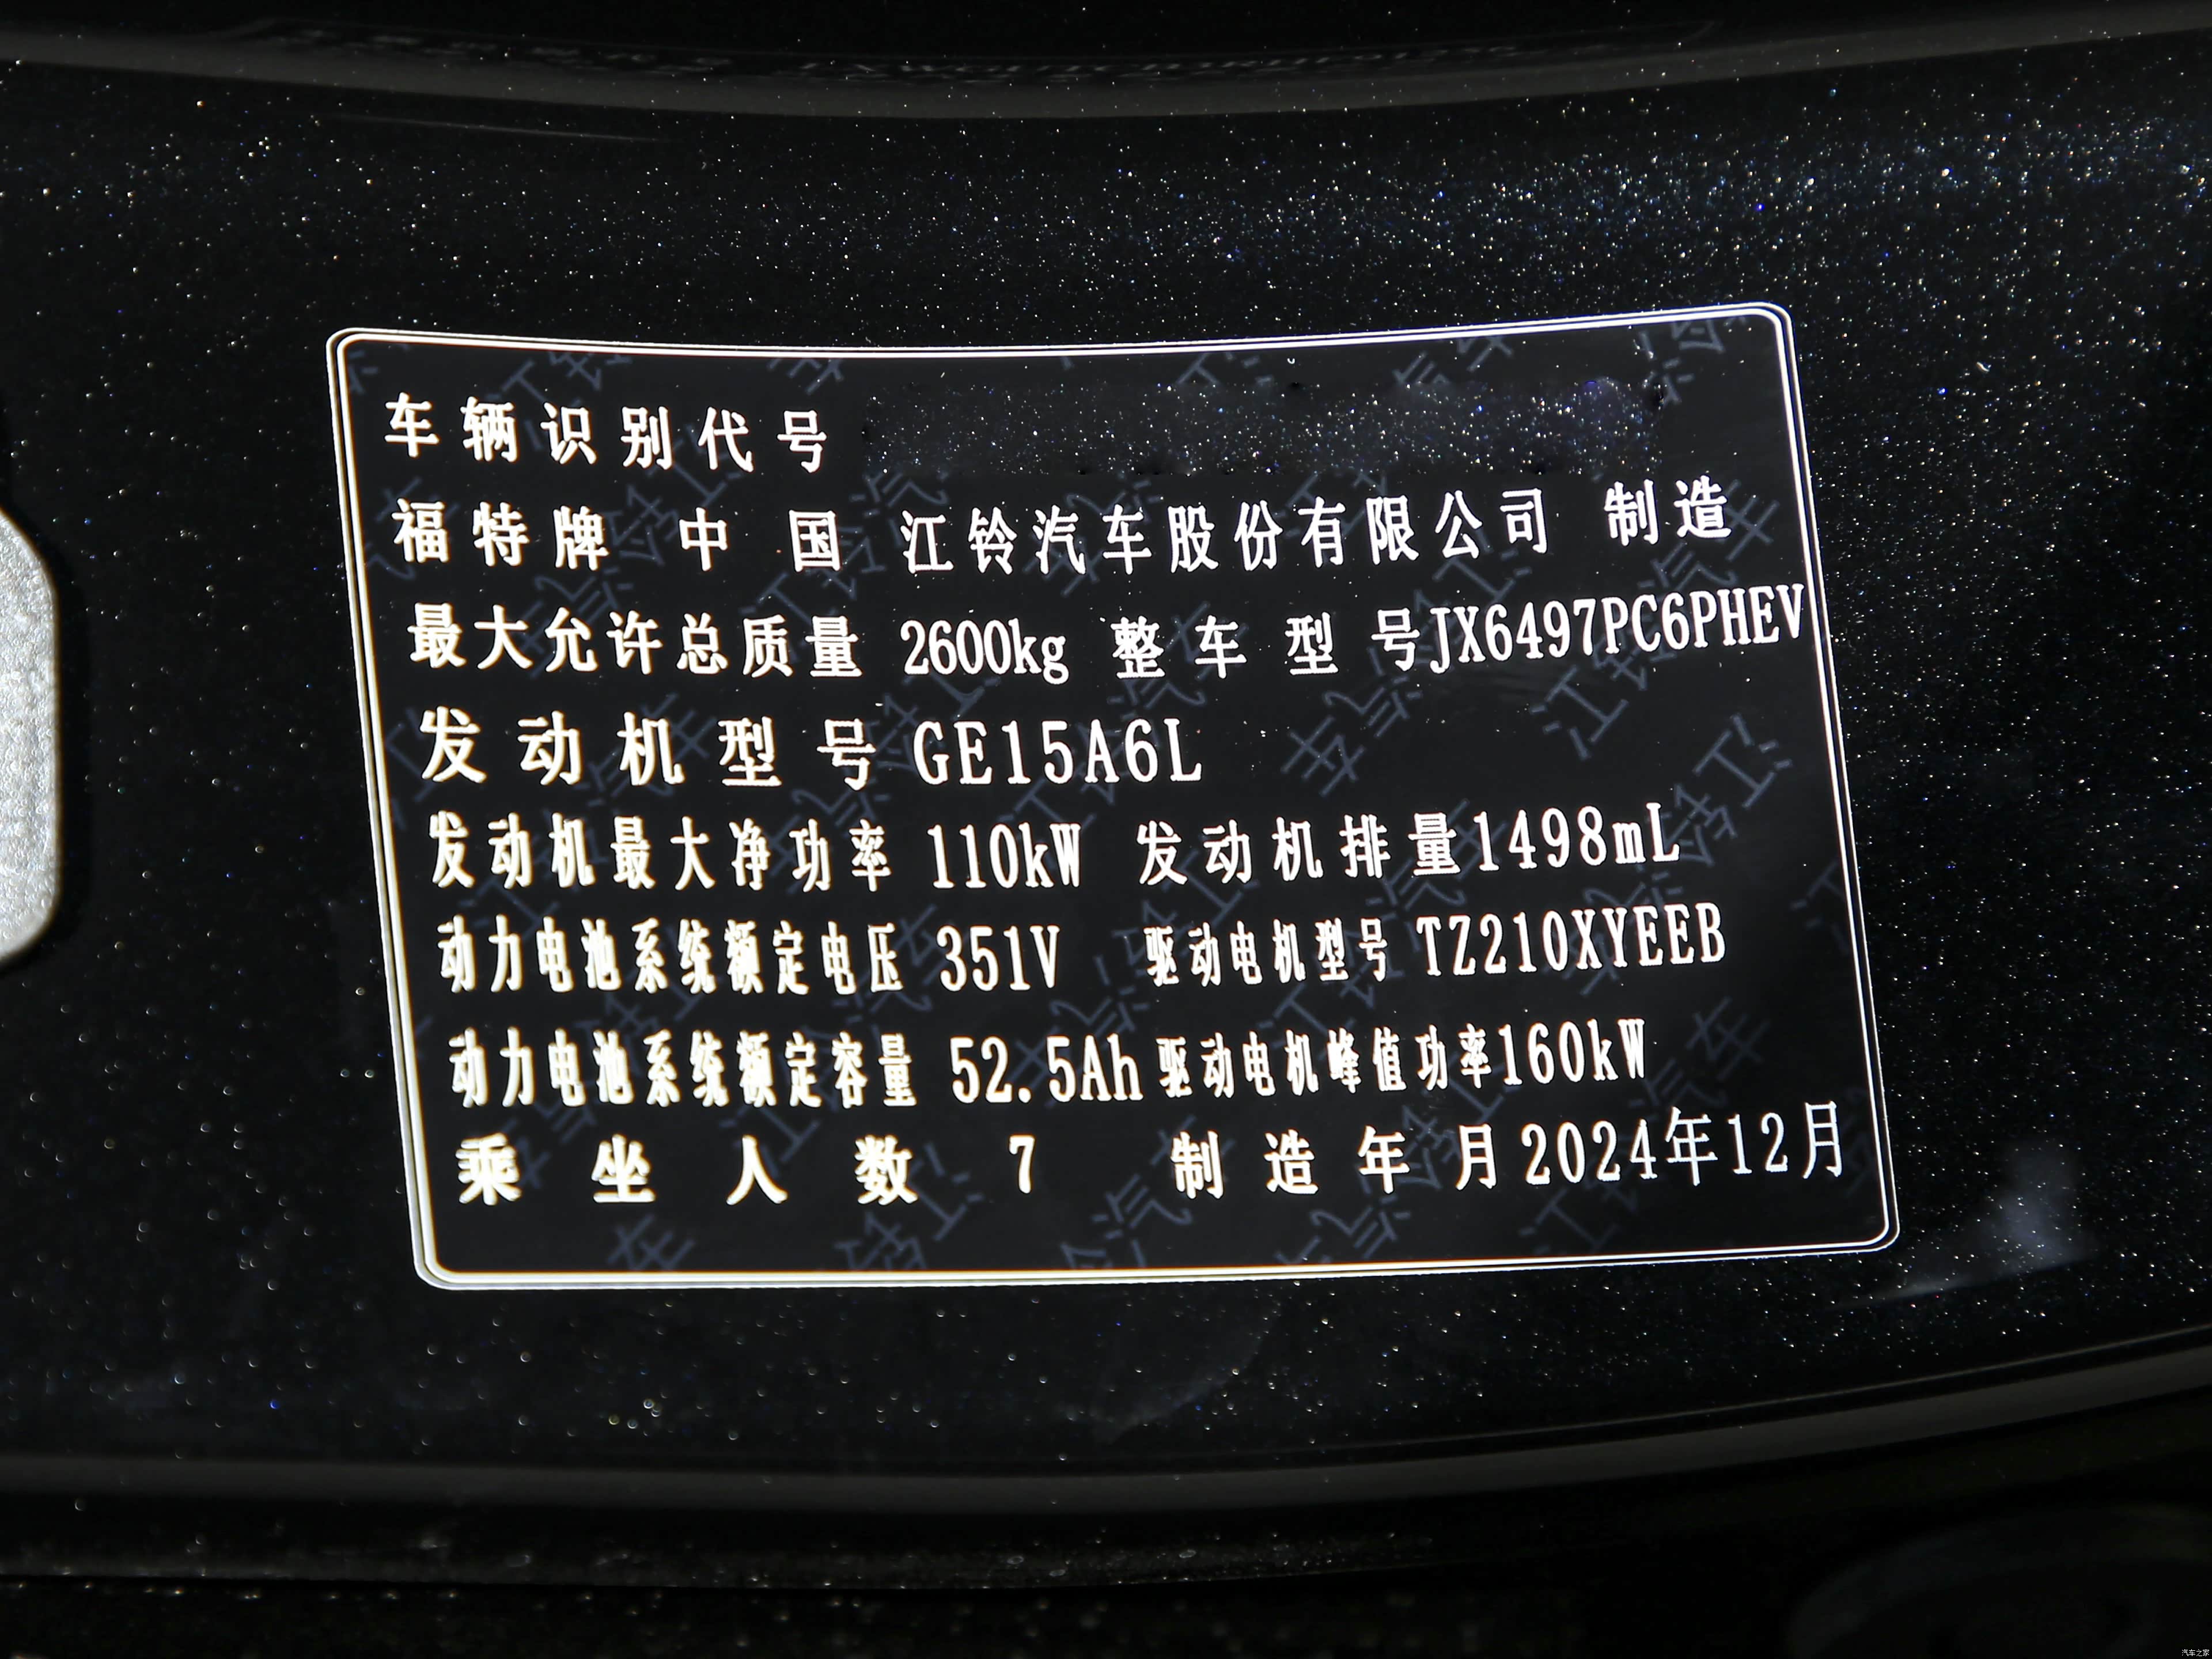 车辆识别代号
福特牌 中国 江铃汽车股份有限公司 制造
最大允许总质量 2600kg 整车型号JX6497PC6PHEV
发动机型号 GE15A6L
发动机最大净功率 110kW 发动机排量1498mL
动力电池系统额定电压 351V 驱动电机型号 TZ210XYEEB
动力电池系统额定容量 52.5Ah 驱动电机峰值功率160kW
乘坐人数 7 制造年月2024年12月
汽车之家